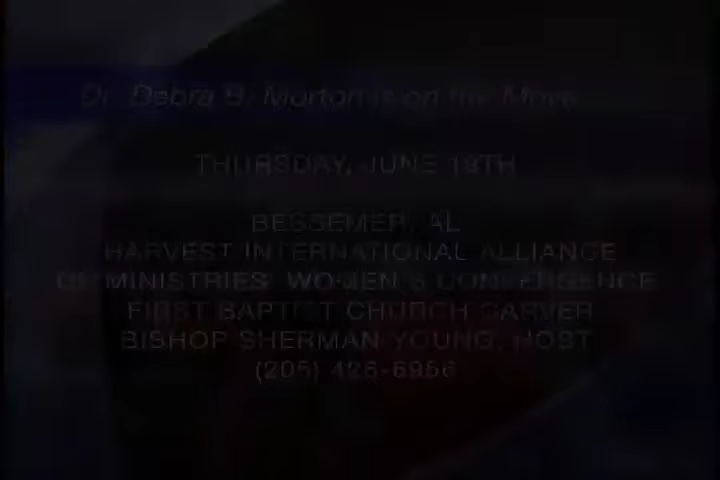 Dr. Debra B. Morton is on the Move...
THURSDAY, JUNE 19TH
BESSEMER, AL
HARVEST INTERNATIONAL ALLIANCE
OF MINISTRIES' WOMEN'S CONVERGENCE
FIRST BAPTIST CHURCH CARVER
BISHOP SHERMAN YOUNG, HOST
(205) 426-6956